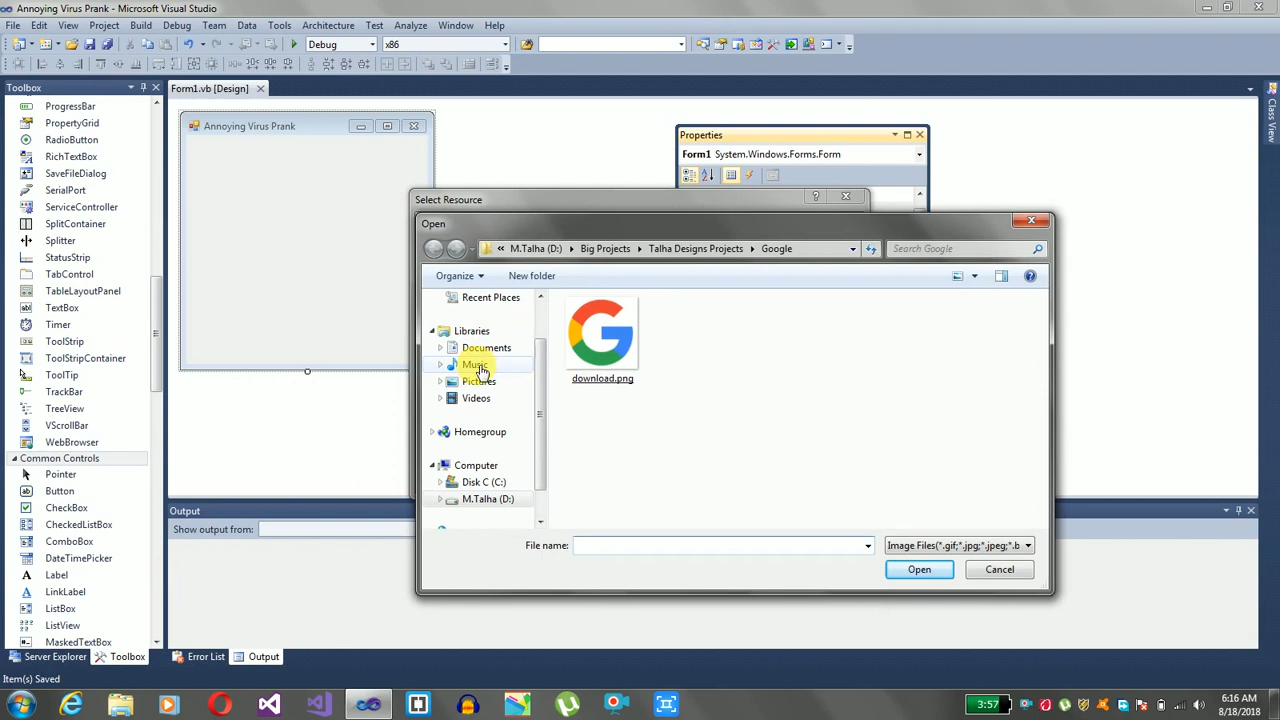 Annoying Virus Prank - Microsoft Visual Studio
File Edit View Project Build Debug Team Data Tools Architecture Test Analyze Window Help
Debug x86
Toolbox
Form1.vb [Design]
Class View
ProgressBar
PropertyGrid
RadioButton
RichTextBox
SaveFileDialog
SerialPort
ServiceController
SplitContainer
Splitter
StatusStrip
TabControl
TableLayoutPanel
TextBox
Timer
ToolStrip
ToolStripContainer
ToolTip
TrackBar
TreeView
VScrollBar
WebBrowser
Common Controls
Pointer
Button
CheckBox
CheckedListBox
ComboBox
DateTimePicker
Label
LinkLabel
ListBox
ListView
MaskedTextBox
Annoying Virus Prank
Properties
Form1 System.Windows.Forms.Form
Select Resource
Open
« M.Talha (D:) Big Projects Talha Designs Projects Google
Search Google
Organize New folder
Recent Places
Libraries
Documents
Music
Pictures
Videos
Homegroup
Computer
Disk C (C:)
M.Talha (D:)
download.png
File name:
Image Files(*.gif;*.jpg;*.jpeg;*.b
Open Cancel
Output
Show output from:
Server Explorer Toolbox Error List Output
Item(s) Saved
3:57
6:16 AM
8/18/2018